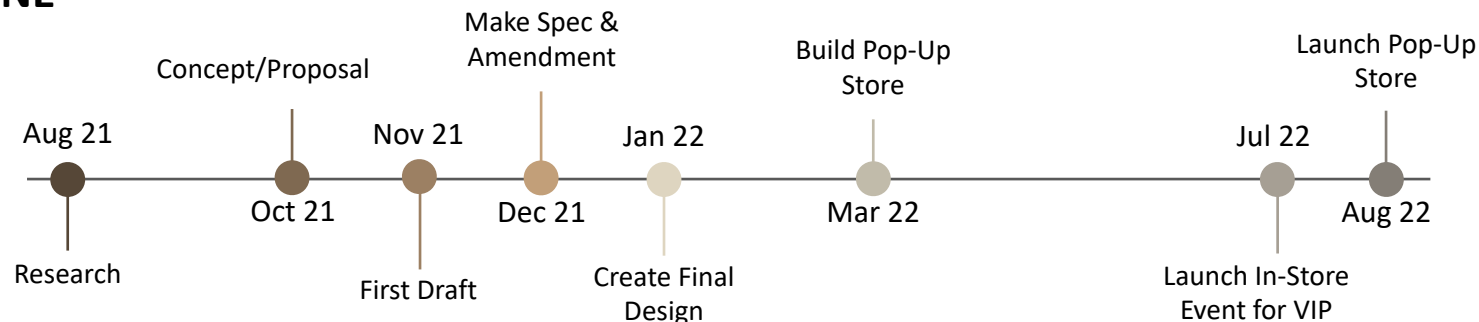 Aug 21
Research
Concept/Proposal
Oct 21
Nov 21
First Draft
Make Spec &
Amendment
Dec 21
Jan 22
Create Final
Design
Build Pop-Up
Store
Mar 22
Jul 22
Launch In-Store
Event for VIP
Launch Pop-Up
Store
Aug 22